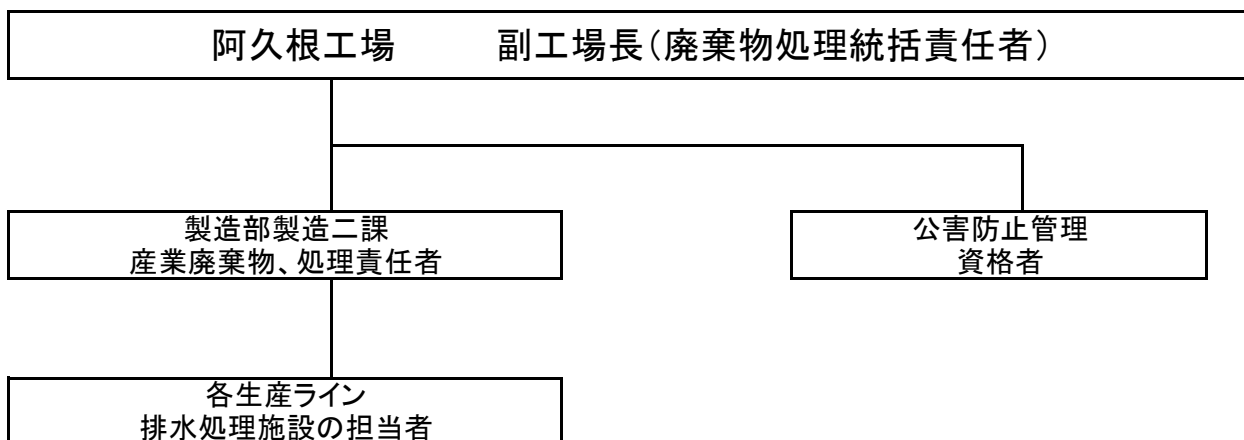 阿久根工場　　副工場長（廃棄物処理統括責任者）
製造部製造二課
産業廃棄物、処理責任者
公害防止管理
資格者
各生産ライン
排水処理施設の担当者